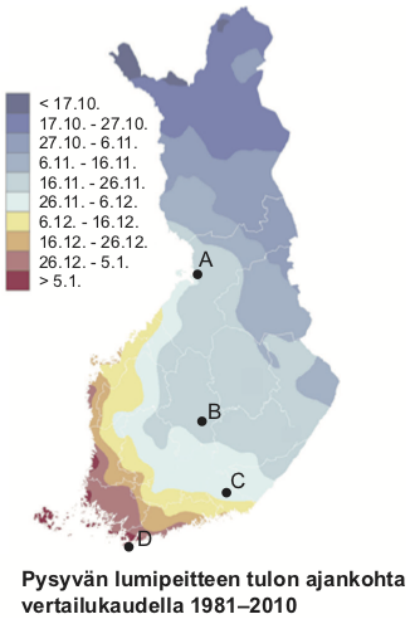 < 17.10.
17.10. - 27.10.
27.10. - 6.11.
6.11. - 16.11.
16.11. - 26.11.
26.11. - 6.12.
6.12. - 16.12.
16.12. - 26.12.
26.12. - 5.1.
> 5.1.
A
B
C
D
Pysyvän lumipeitteen tulon ajankohta
vertailukaudella 1981–2010